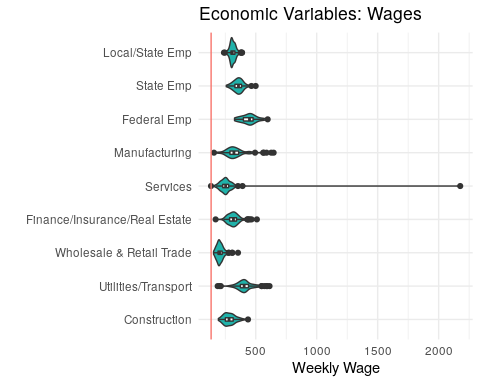 Economic Variables: Wages
Local/State Emp
State Emp
Federal Emp
Manufacturing
Services
Finance/Insurance/Real Estate
Wholesale & Retail Trade
Utilities/Transport
Construction
500 1000 1500 2000
Weekly Wage